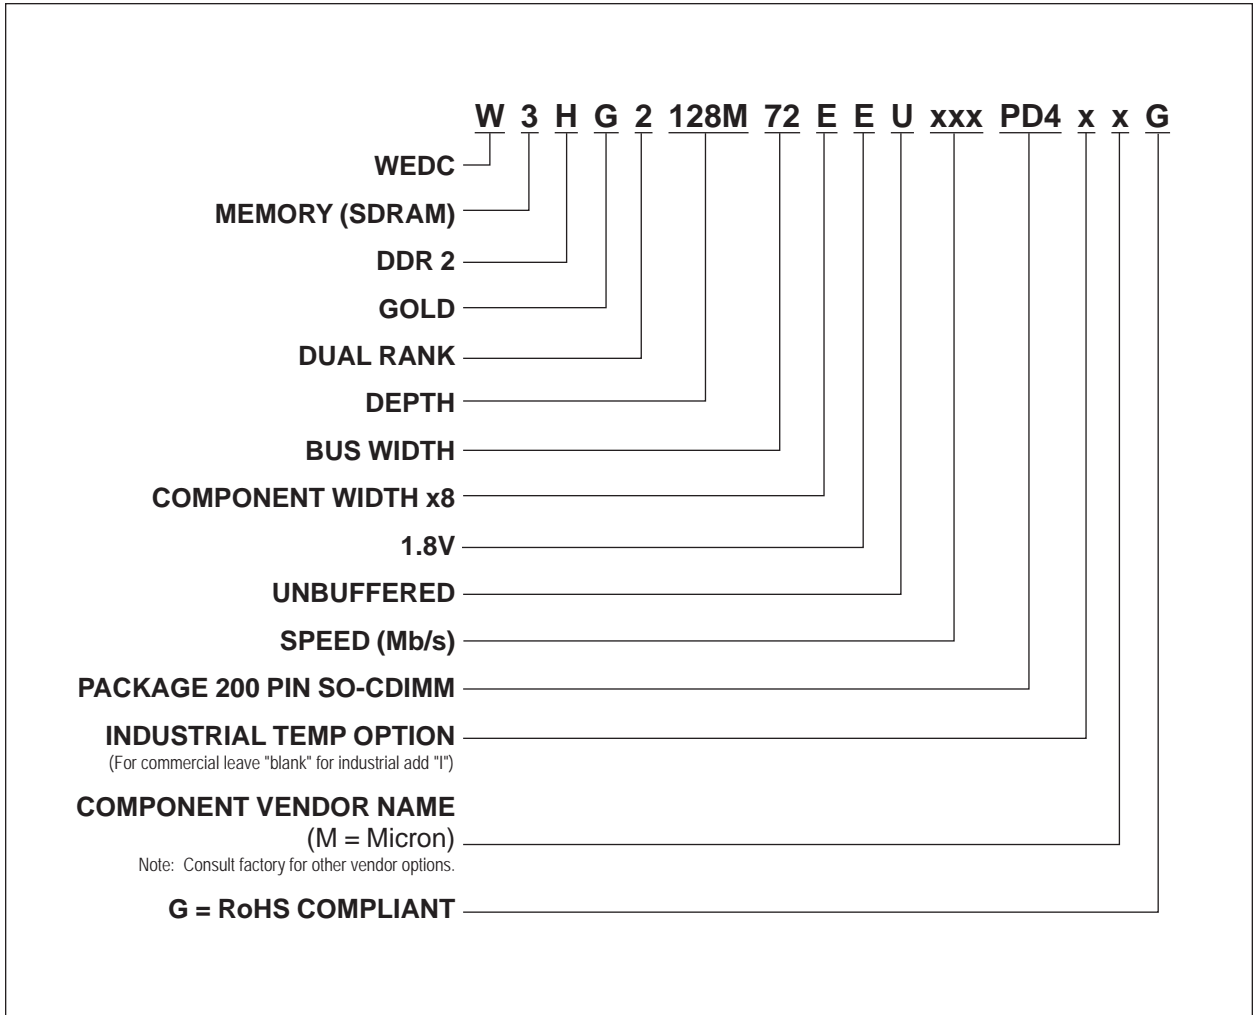 W 3 H G 2 128M 72 E E U xxx PD4 x x G
WEDC
MEMORY (SDRAM)
DDR 2
GOLD
DUAL RANK
DEPTH
BUS WIDTH
COMPONENT WIDTH x8
1.8V
UNBUFFERED
SPEED (Mb/s)
PACKAGE 200 PIN SO-CDIMM
INDUSTRIAL TEMP OPTION
(For commercial leave "blank" for industrial add "I")
COMPONENT VENDOR NAME
(M = Micron)
Note: Consult factory for other vendor options.
G = RoHS COMPLIANT